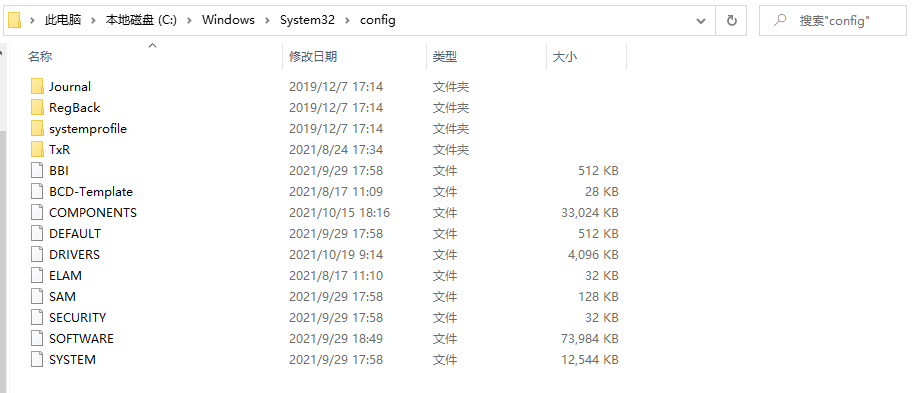 此电脑 › 本地磁盘 (C:) › Windows › System32 › config 搜索"config"
名称 修改日期 类型 大小
Journal 2019/12/7 17:14 文件夹
RegBack 2019/12/7 17:14 文件夹
systemprofile 2019/12/7 17:14 文件夹
TxR 2021/8/24 17:34 文件夹
BBI 2021/9/29 17:58 文件 512 KB
BCD-Template 2021/8/17 11:09 文件 28 KB
COMPONENTS 2021/10/15 18:16 文件 33,024 KB
DEFAULT 2021/9/29 17:58 文件 512 KB
DRIVERS 2021/10/19 9:14 文件 4,096 KB
ELAM 2021/8/17 11:10 文件 32 KB
SAM 2021/9/29 17:58 文件 128 KB
SECURITY 2021/9/29 17:58 文件 32 KB
SOFTWARE 2021/9/29 18:49 文件 73,984 KB
SYSTEM 2021/9/29 17:58 文件 12,544 KB